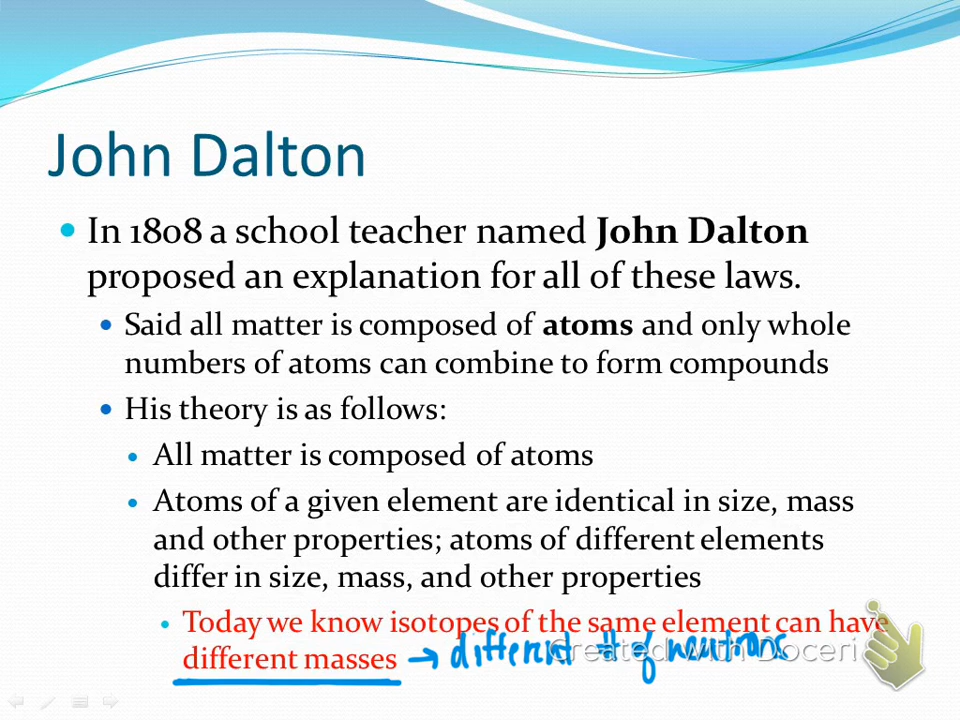 John Dalton
In 1808 a school teacher named John Dalton
proposed an explanation for all of these laws.
Said all matter is composed of atoms and only whole
numbers of atoms can combine to form compounds
His theory is as follows:
All matter is composed of atoms
Atoms of a given element are identical in size, mass
and other properties; atoms of different elements
differ in size, mass, and other properties
Today we know isotopes of the same element can have
different masses → different # of neutrons
Created with Doceri